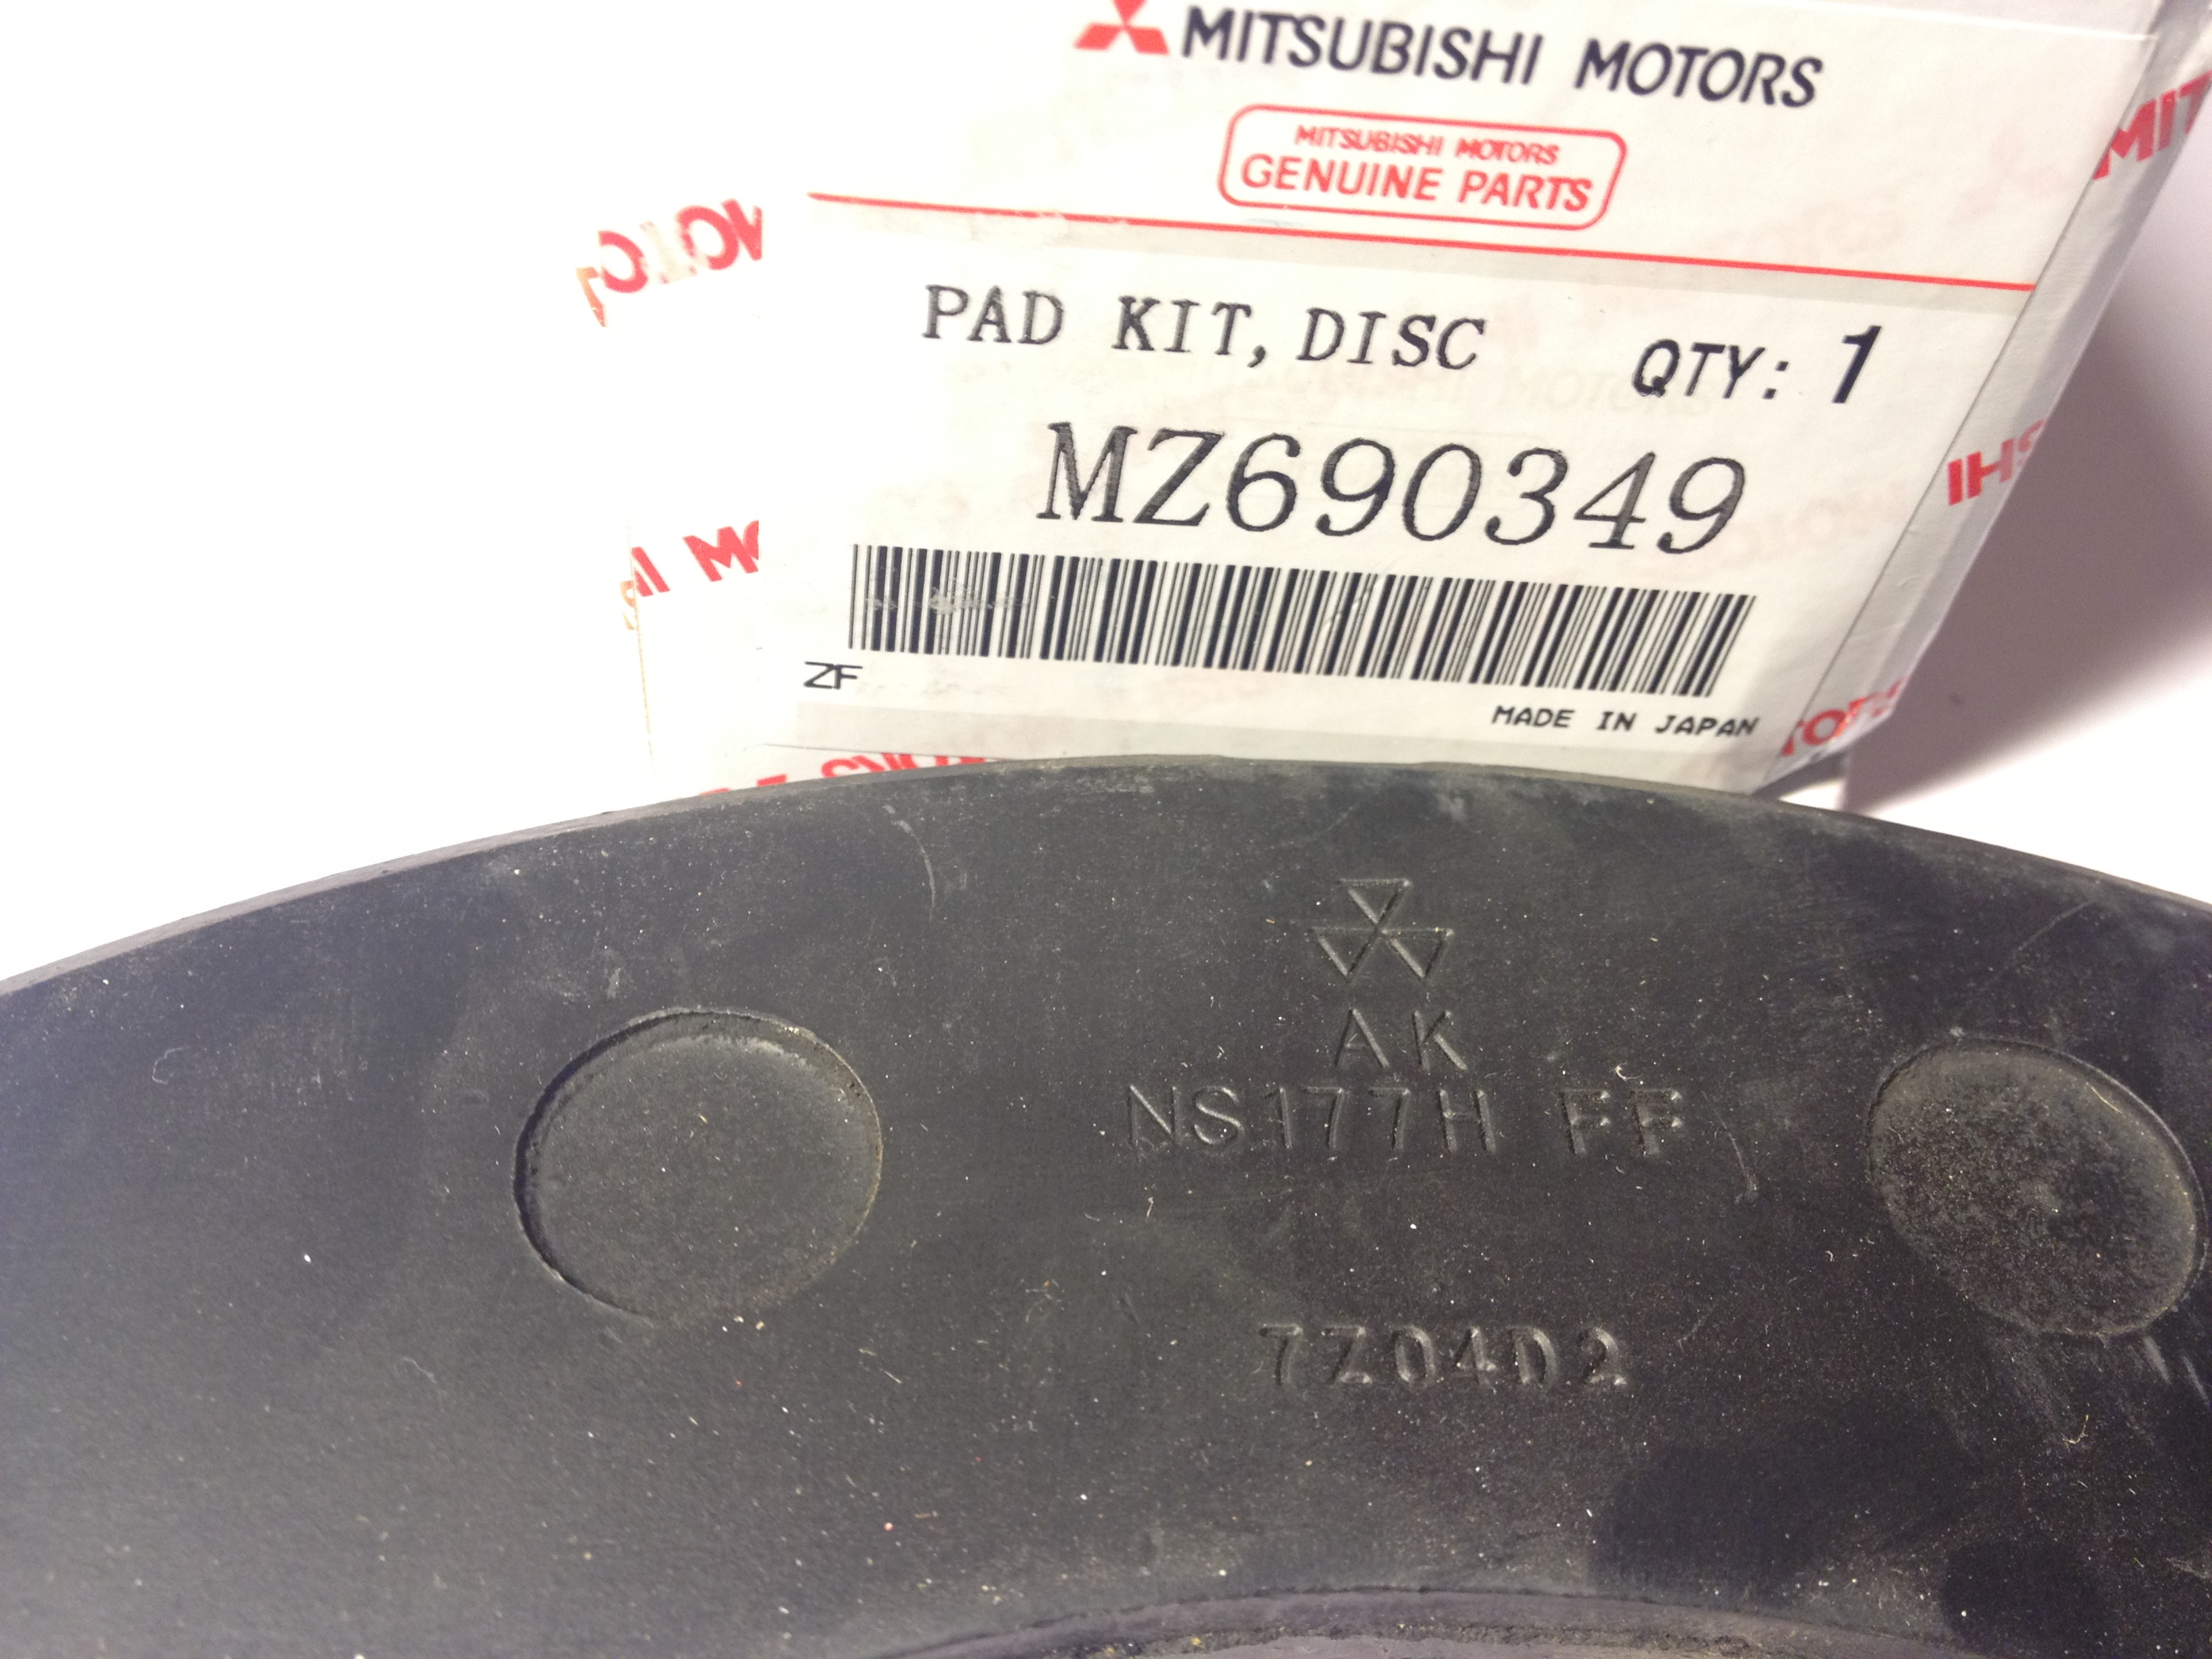 MITSUBISHI MOTORS
MITSUBISHI MOTORS
GENUINE PARTS
PAD KIT, DISC QTY: 1
MZ690349
ZF
MADE IN JAPAN
AK
NS177H FF
7Z04D2